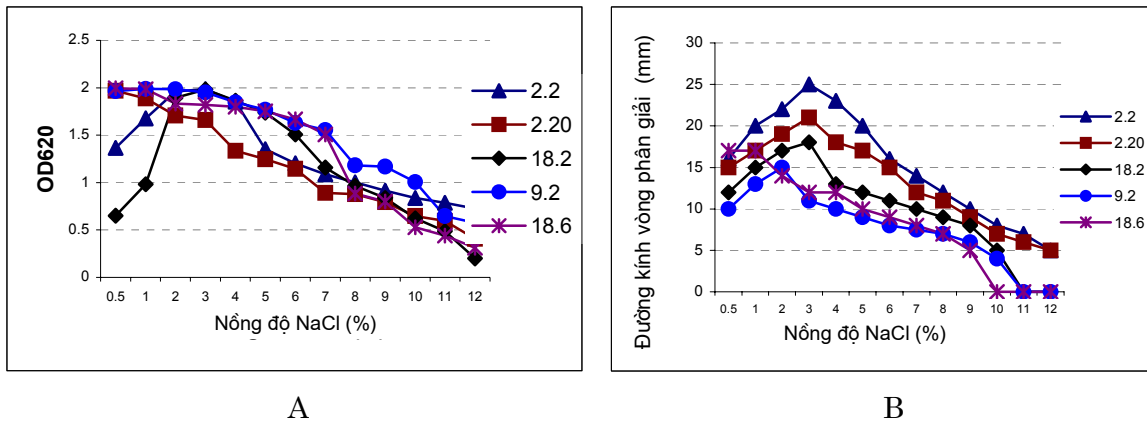 2.5
2
1.5
1
0.5
0
OD620
0.5 1 2 3 4 5 6 7 8 9 10 11 12
Nồng độ NaCl (%)
2.2
2.20
18.2
9.2
18.6
A
30
25
20
15
10
5
0
Đường kính vòng phân giải (mm)
0.5 1 2 3 4 5 6 7 8 9 10 11 12
Nồng độ NaCl (%)
2.2
2.20
18.2
9.2
18.6
B